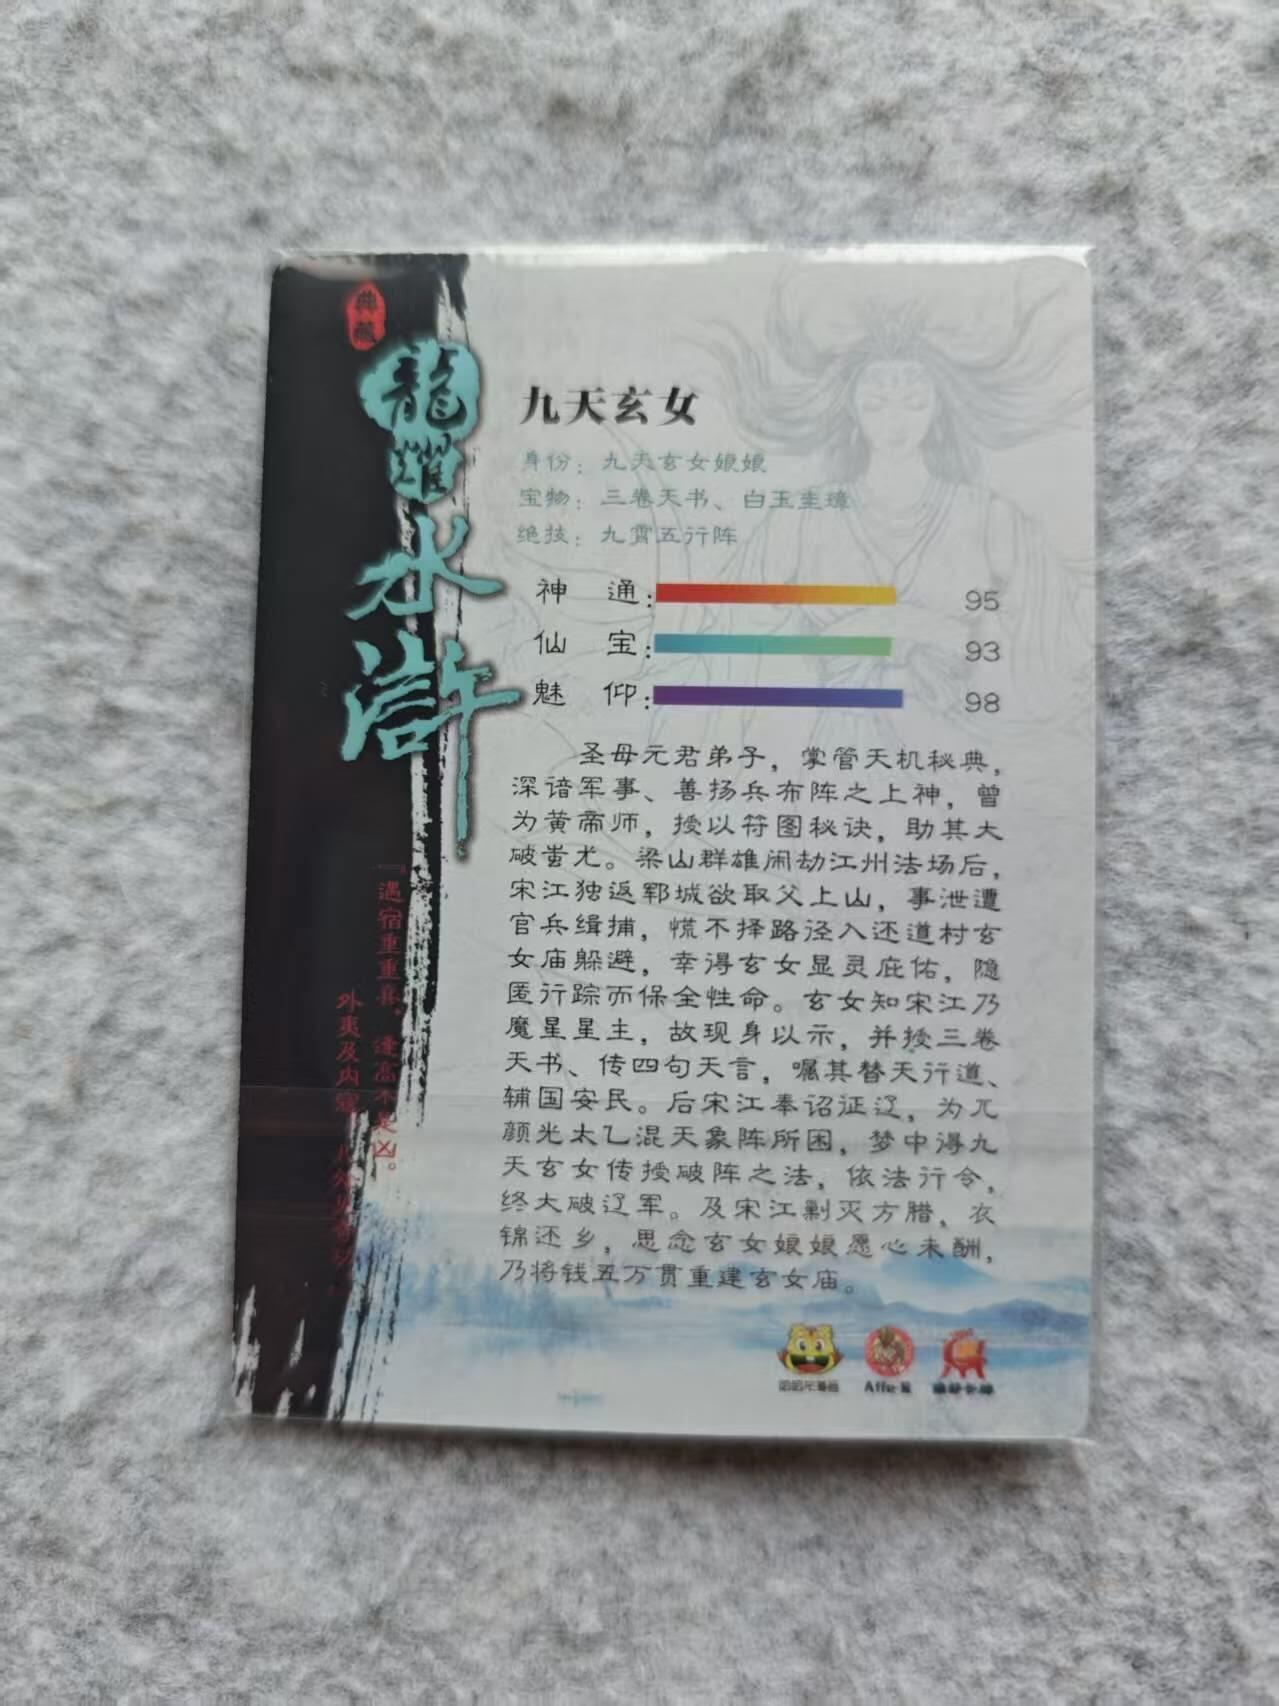 典藏
龍耀水滸
九天玄女
身份：九天玄女娘娘
宝物：三卷天书、白玉圭璋
绝技：九霄五行阵
神 通：95
仙 宝：93
魅 仰：98
圣母元君弟子，掌管天机秘典，
深谙军事、善扬兵布阵之上神，曾
为黄帝师，授以符图秘诀，助其大
破蚩尤。梁山群雄闹劫江州法场后，
宋江独返郓城欲取父上山，事泄遭
官兵缉捕，慌不择路径入还道村玄
女庙躲避，幸得玄女显灵庇佑，隐
匿行踪而保全性命。玄女知宋江乃
魔星星主，故现身以示，并授三卷
天书、传四句天言，嘱其替天行道、
辅国安民。后宋江奉诏征辽，为兀
颜光太乙混天象阵所困，梦中得九
天玄女传授破阵之法，依法行令，
终大破辽军。及宋江剿灭方腊，衣
锦还乡，思念玄女娘娘愿心未酬，
乃将钱五万贯重建玄女庙。
『遇宿重重喜，逢高不是凶。
外夷及内寇